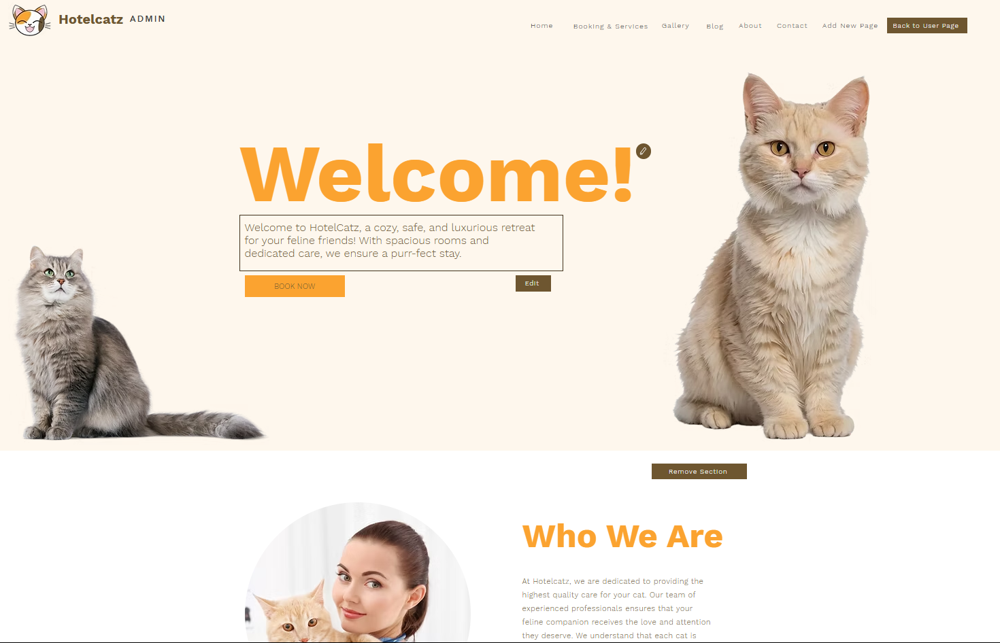 Hotelcatz ADMIN
Home Booking & Services Gallery Blog About Contact Add New Page Back to User Page
Welcome!
Welcome to HotelCatz, a cozy, safe, and luxurious retreat
for your feline friends! With spacious rooms and
dedicated care, we ensure a purr-fect stay.
BOOK NOW
Edit
Remove Section
Who We Are
At Hotelcatz, we are dedicated to providing the
highest quality care for your cat. Our team of
experienced professionals ensures that your
feline companion receives the love and attention
they deserve. We understand that each cat is